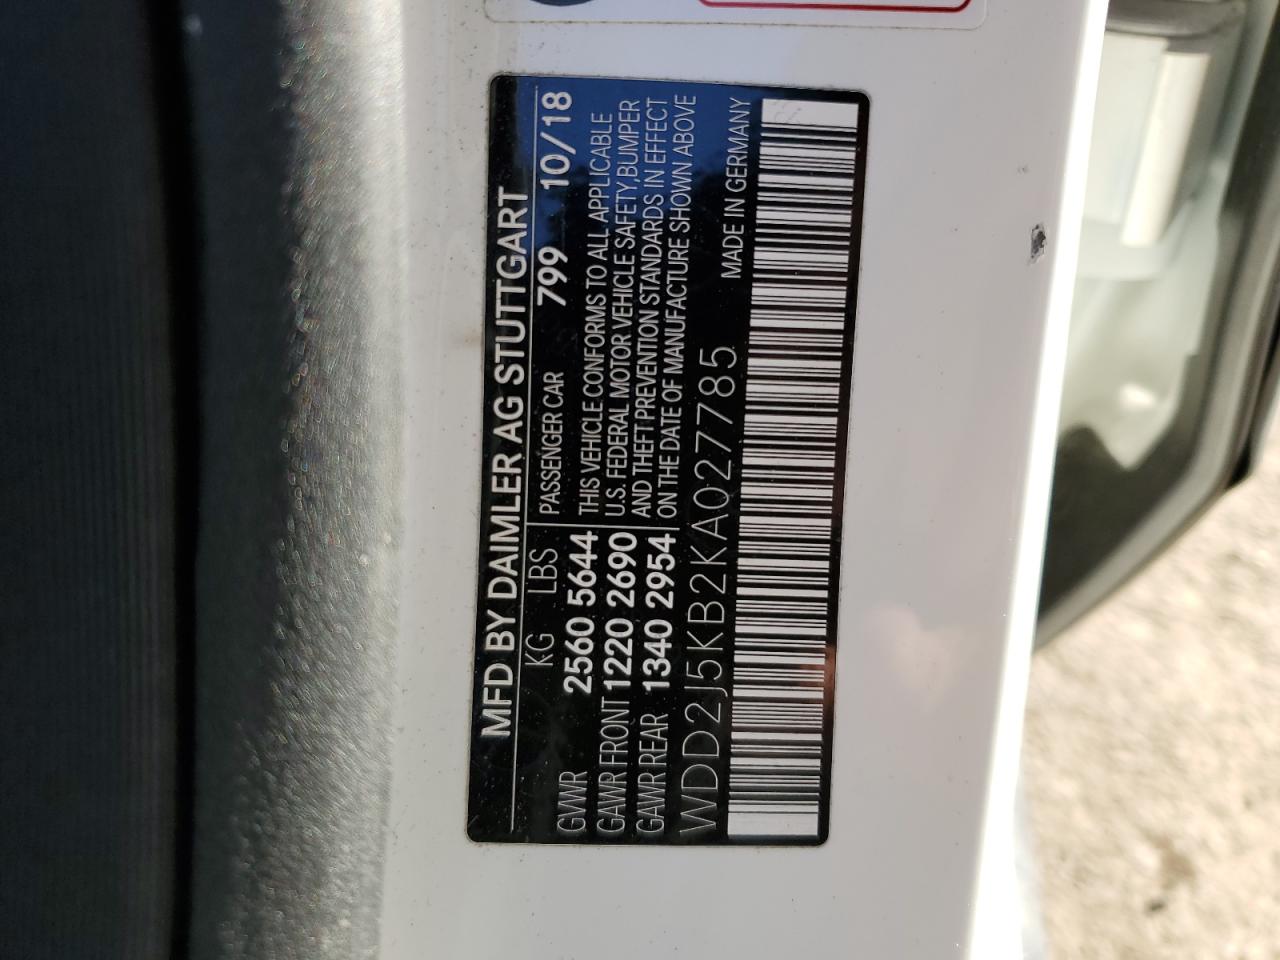 MFD BY DAIMLER AG STUTTGART
KG LBS PASSENGER CAR 799 10/18
GVWR 2560 5644 THIS VEHICLE CONFORMS TO ALL APPLICABLE
GAWR FRONT 1220 2690 U.S. FEDERAL MOTOR VEHICLE SAFETY,BUMPER
GAWR REAR 1340 2954 AND THEFT PREVENTION STANDARDS IN EFFECT
ON THE DATE OF MANUFACTURE SHOWN ABOVE
WDD2J5KB2KA027785 MADE IN GERMANY